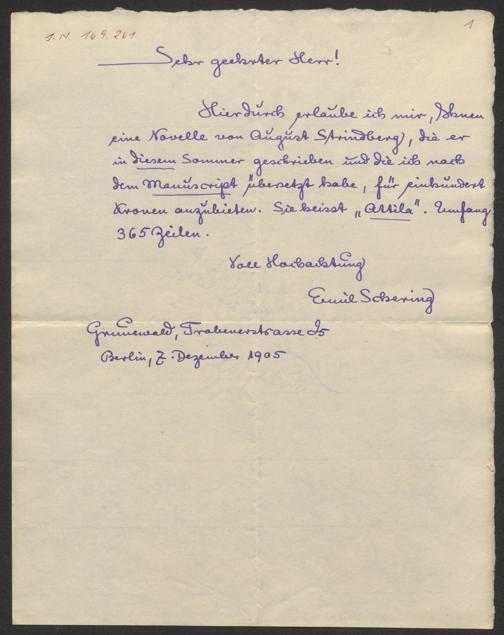 I.N. 169.261
1
Sehr geehrter Herr!
Hierdurch erlaube ich mir, Ihnen
eine Novelle von August Strindberg, die er
in diesem Sommer geschrieben und die ich nach
dem Manuscript übersetzt habe, für einhundert
Kronen anzubieten. Sie heisst „Attila“. Umfang
365 Zeilen.
Voll Hochachtung
Emil Schering
Grunewald, Trabenerstrasse
Berlin, 7. Dezember 1905